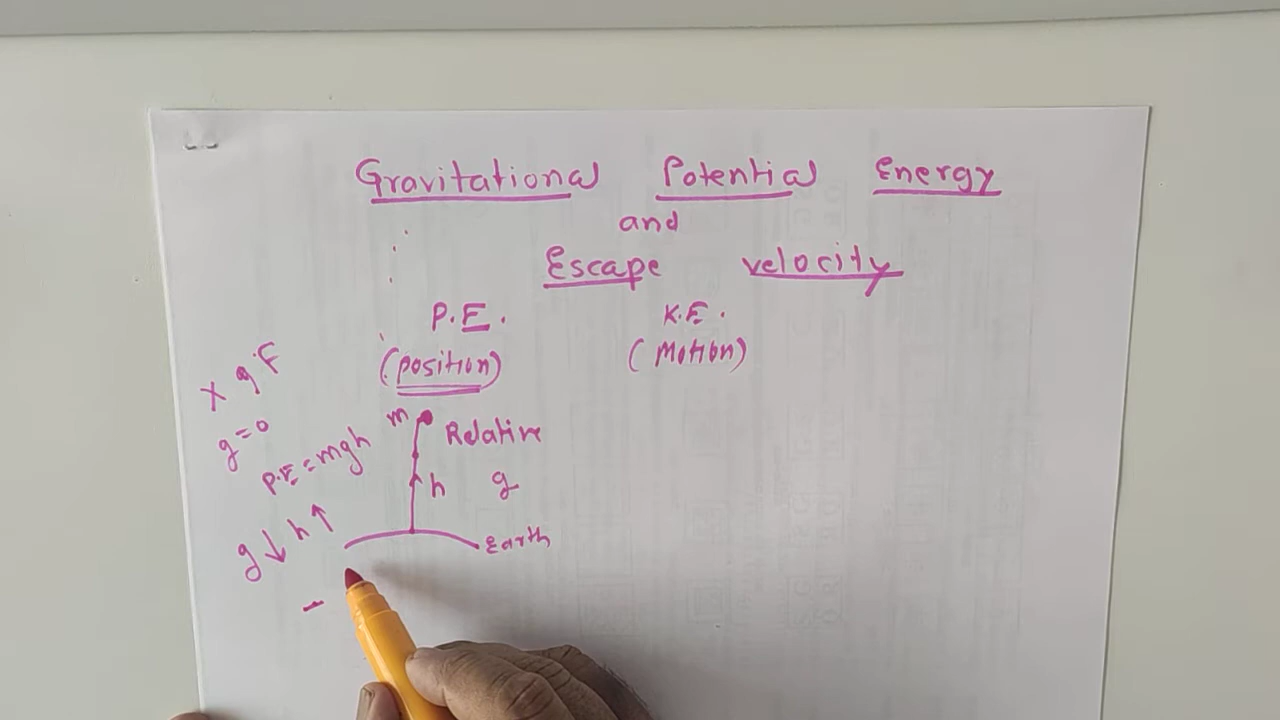 Gravitational Potential Energy
and
Escape velocity
P.E. K.E.
(position) (Motion)
x g F
g=0
P.E=mgh
m Relative
h g
g↓ h↑
Earth